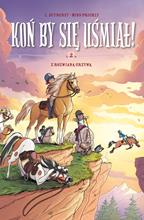 KOŃ BY SIĘ UŚMIAŁ!
2
Z ROZWIANĄ GRZYWĄ